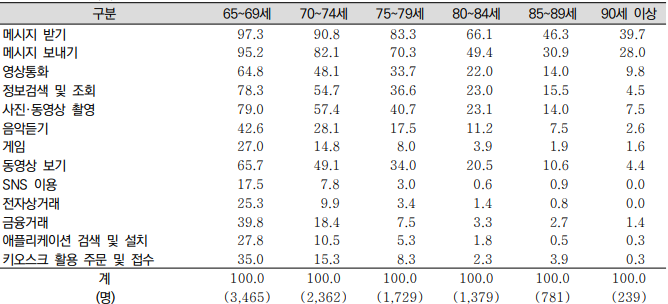 구분 65~69세 70~74세 75~79세 80~84세 85~89세 90세 이상
메시지 받기 97.3 90.8 83.3 66.1 46.3 39.7
메시지 보내기 95.2 82.1 70.3 49.4 30.9 28.0
영상통화 64.8 48.1 33.7 22.0 14.0 9.8
정보검색 및 조회 78.3 54.7 36.6 23.0 15.5 4.5
사진·동영상 촬영 79.0 57.4 40.7 23.1 14.0 7.5
음악듣기 42.6 28.1 17.5 11.2 7.5 2.6
게임 27.0 14.8 8.0 3.9 1.9 1.6
동영상 보기 65.7 49.1 34.0 20.5 10.6 4.4
SNS 이용 17.5 7.8 3.0 0.6 0.9 0.0
전자상거래 25.3 9.9 3.4 1.4 0.8 0.0
금융거래 39.8 18.4 7.5 3.3 2.7 1.4
애플리케이션 검색 및 설치 27.8 10.5 5.3 1.8 0.5 0.3
키오스크 활용 주문 및 접수 35.0 15.3 8.3 2.3 3.9 0.3
계 100.0 100.0 100.0 100.0 100.0 100.0
(명) (3,465) (2,362) (1,729) (1,379) (781) (239)